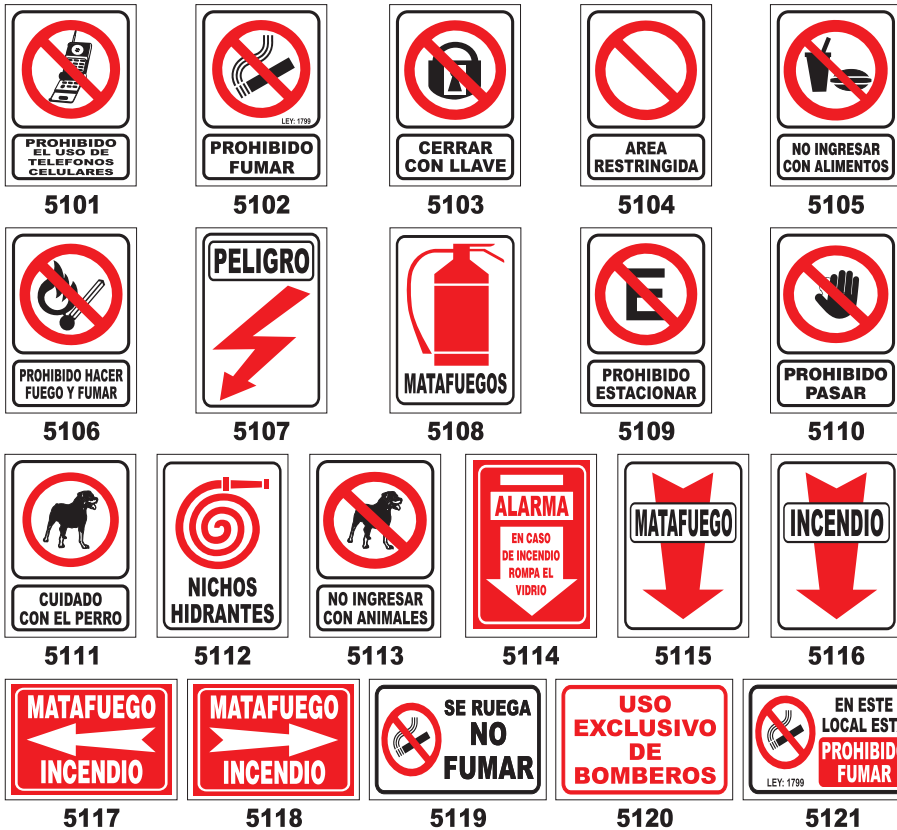 PROHIBIDO
EL USO DE
TELEFONOS
CELULARES
5101
LEY: 1799
PROHIBIDO
FUMAR
5102
CERRAR
CON LLAVE
5103
AREA
RESTRINGIDA
5104
NO INGRESAR
CON ALIMENTOS
5105
PROHIBIDO HACER
FUEGO Y FUMAR
5106
PELIGRO
5107
MATAFUEGOS
5108
E
PROHIBIDO
ESTACIONAR
5109
PROHIBIDO
PASAR
5110
CUIDADO
CON EL PERRO
5111
NICHOS
HIDRANTES
5112
NO INGRESAR
CON ANIMALES
5113
ALARMA
EN CASO
DE INCENDIO
ROMPA EL
VIDRIO
5114
MATAFUEGO
5115
INCENDIO
5116
MATAFUEGO
INCENDIO
5117
MATAFUEGO
INCENDIO
5118
SE RUEGA
NO
FUMAR
5119
USO
EXCLUSIVO
DE
BOMBEROS
5120
EN ESTE
LOCAL EST
PROHIBID
FUMAR
LEY: 1799
5121